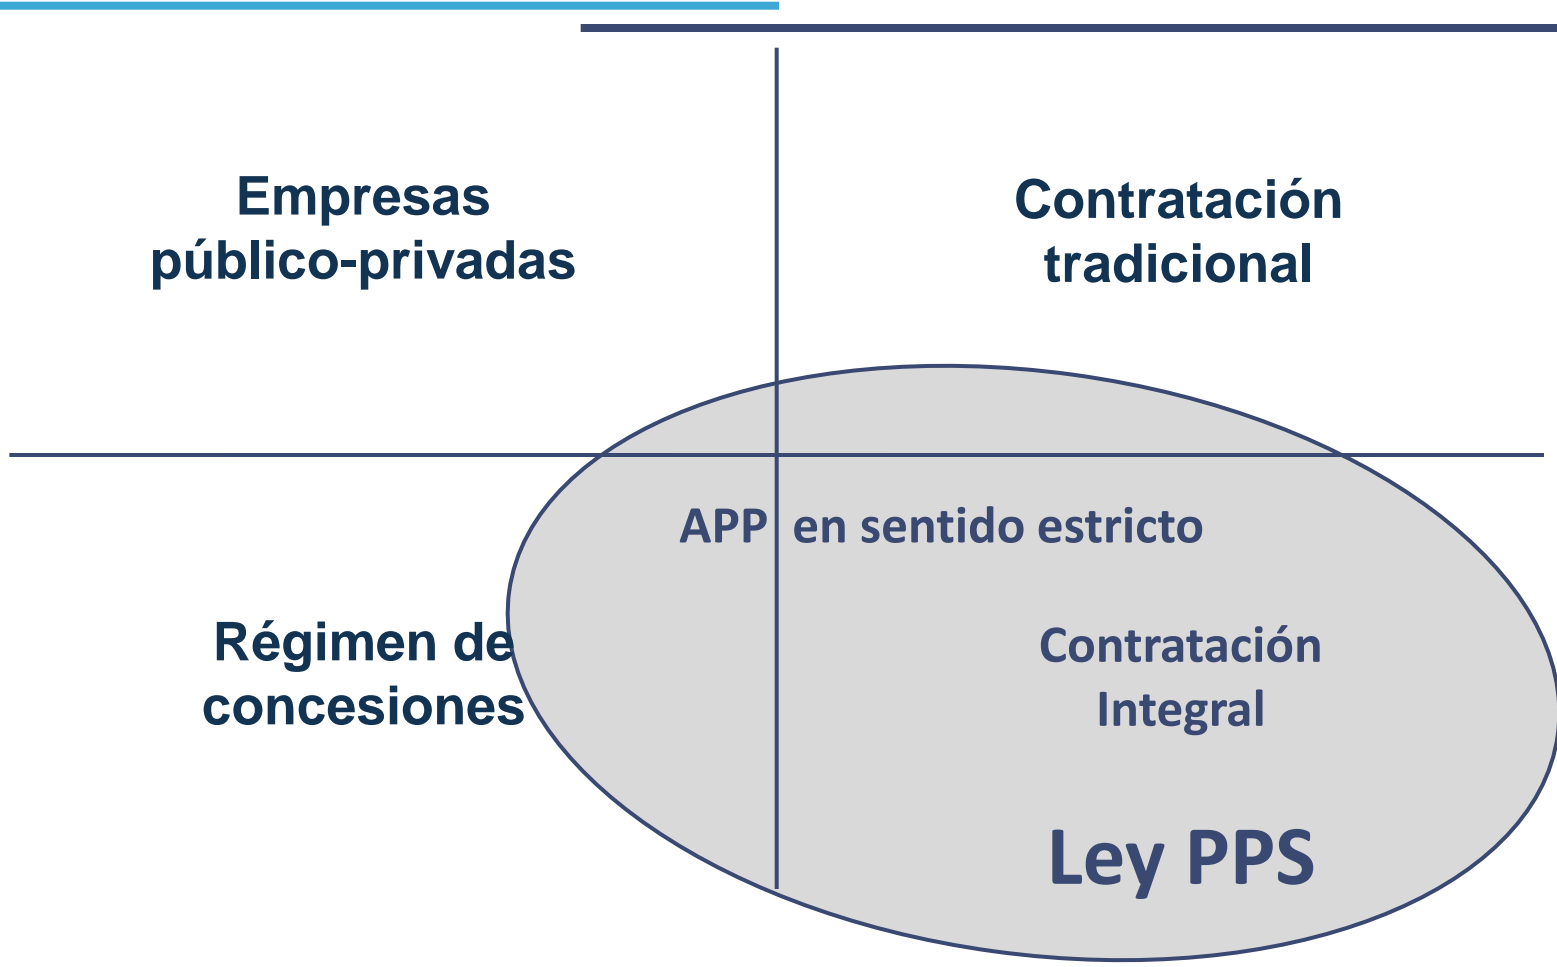 Empresas
público-privadas
Contratación
tradicional
APP en sentido estricto
Régimen de
concesiones
Contratación
Integral
Ley PPS